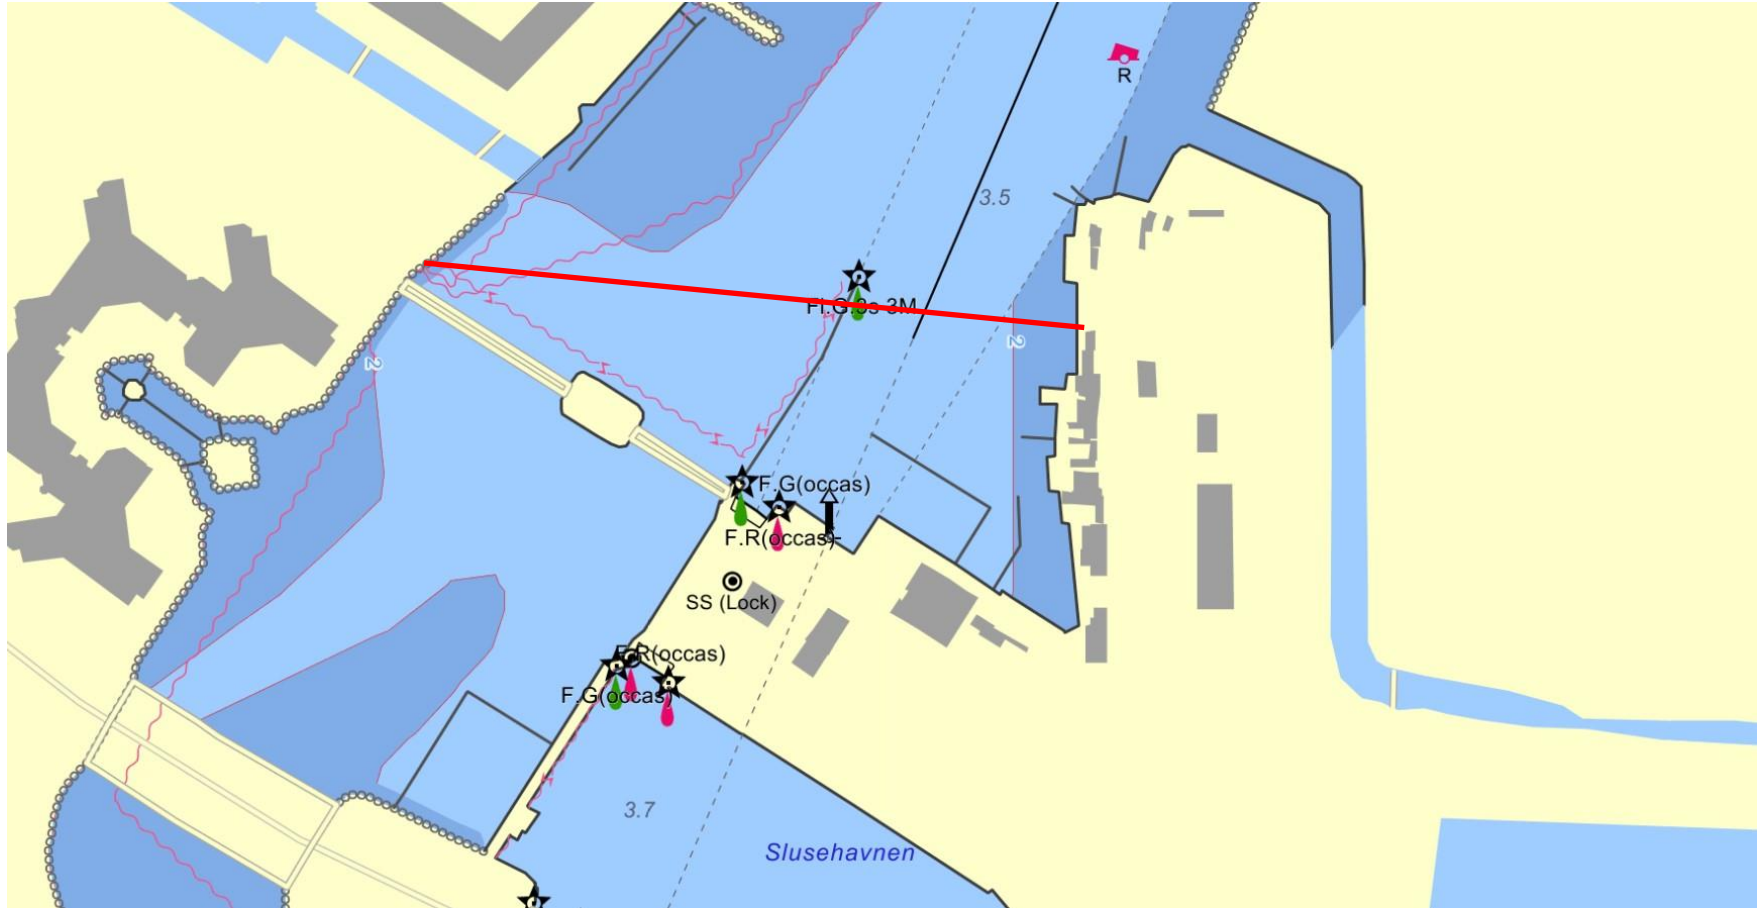 R
3.5
Fl.G.3s 3M
2
2
F.G(occas)
F.R(occas)
SS (Lock)
F.R(occas)
F.G(occas)
3.7
Slusehavnen